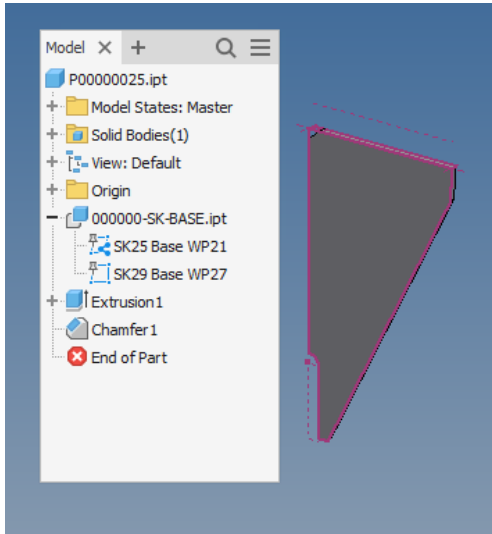 Model
P00000025.ipt
Model States: Master
Solid Bodies(1)
View: Default
Origin
000000-SK-BASE.ipt
SK25 Base WP21
SK29 Base WP27
Extrusion1
Chamfer1
End of Part